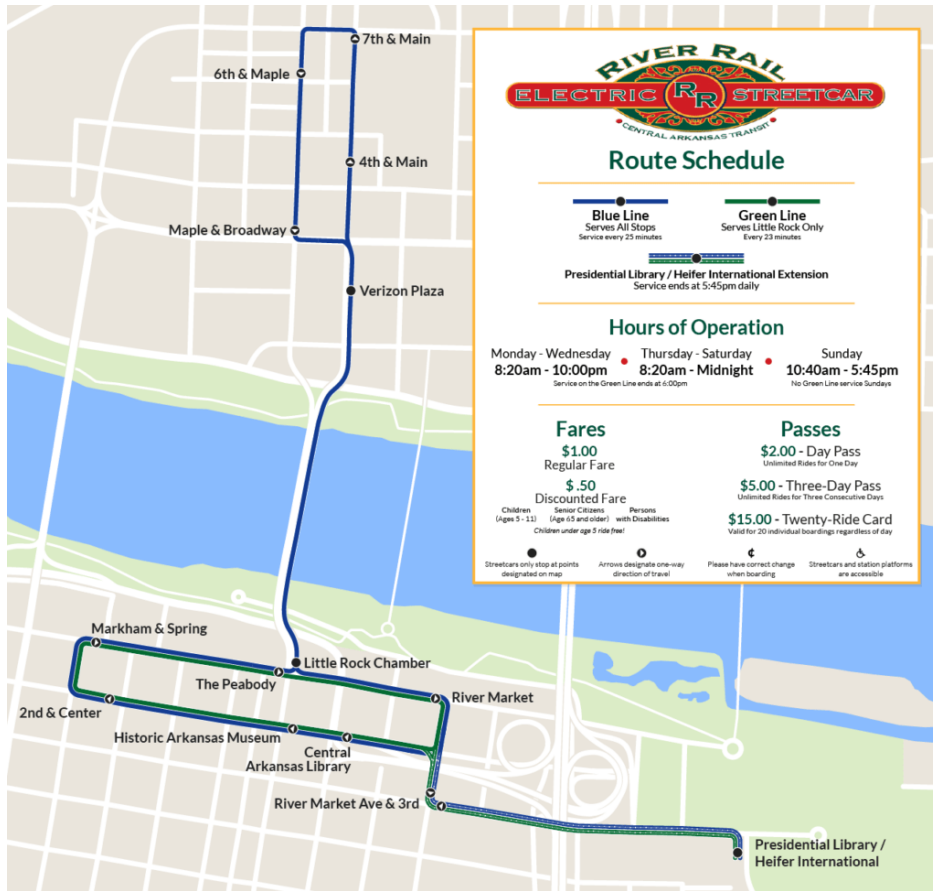 7th & Main
6th & Maple
4th & Main
Maple & Broadway
Verizon Plaza
Markham & Spring
Little Rock Chamber
The Peabody
River Market
2nd & Center
Historic Arkansas Museum
Central
Arkansas Library
River Market Ave & 3rd
Presidential Library /
Heifer International
RIVER RAIL
ELECTRIC RR STREETCAR
CENTRAL ARKANSAS TRANSIT
Route Schedule
Blue Line
Serves All Stops
Service every 25 minutes
Green Line
Serves Little Rock Only
Every 23 minutes
Presidential Library / Heifer International Extension
Service ends at 5:45pm daily
Hours of Operation
Monday - Wednesday
8:20am - 10:00pm
Thursday - Saturday
8:20am - Midnight
Service on the Green Line ends at 6:00pm
Sunday
10:40am - 5:45pm
No Green Line service Sundays
Fares
$1.00
Regular Fare
$ .50
Discounted Fare
Children
(Ages 5 - 11)
Senior Citizens
(Age 65 and older)
Persons
with Disabilities
Children under age 5 ride free!
Passes
$2.00 - Day Pass
Unlimited Rides for One Day
$5.00 - Three-Day Pass
Unlimited Rides for Three Consecutive Days
$15.00 - Twenty-Ride Card
Valid for 20 individual boardings regardless of day
Streetcars only stop at points
designated on map
Arrows designate one-way
direction of travel
¢
Please have correct change
when boarding
Streetcars and station platforms
are accessible